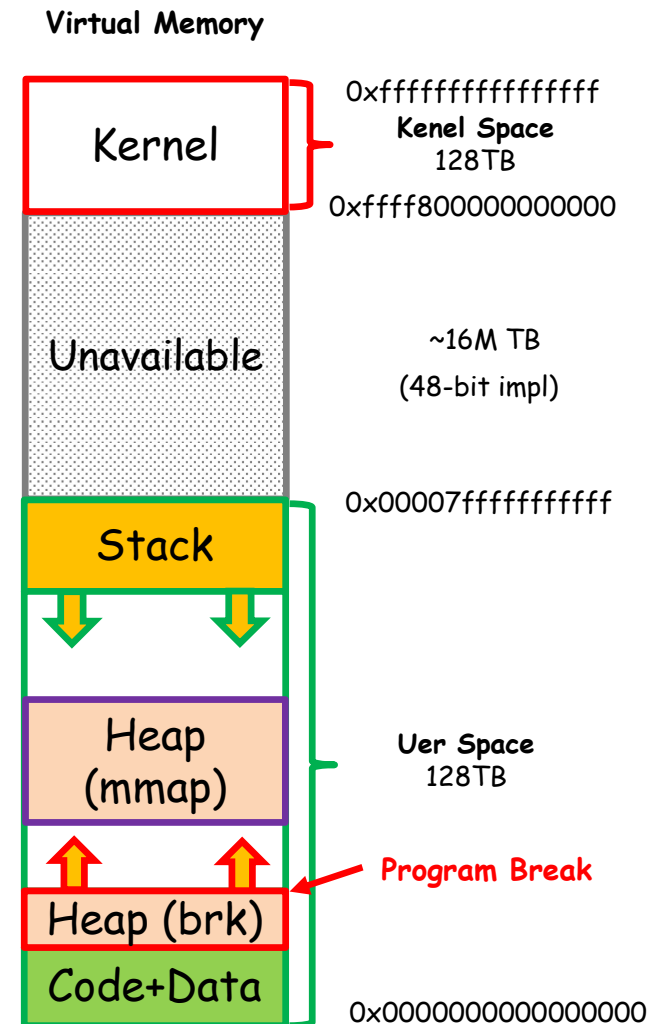 Virtual Memory
Kernel
0xffffffffffffffff
Kenel Space
128TB
0xffff800000000000
Unavailable
~16M TB
(48-bit impl)
0x00007fffffffffff
Stack
Heap
(mmap)
Uer Space
128TB
Program Break
Heap (brk)
Code+Data
0x0000000000000000